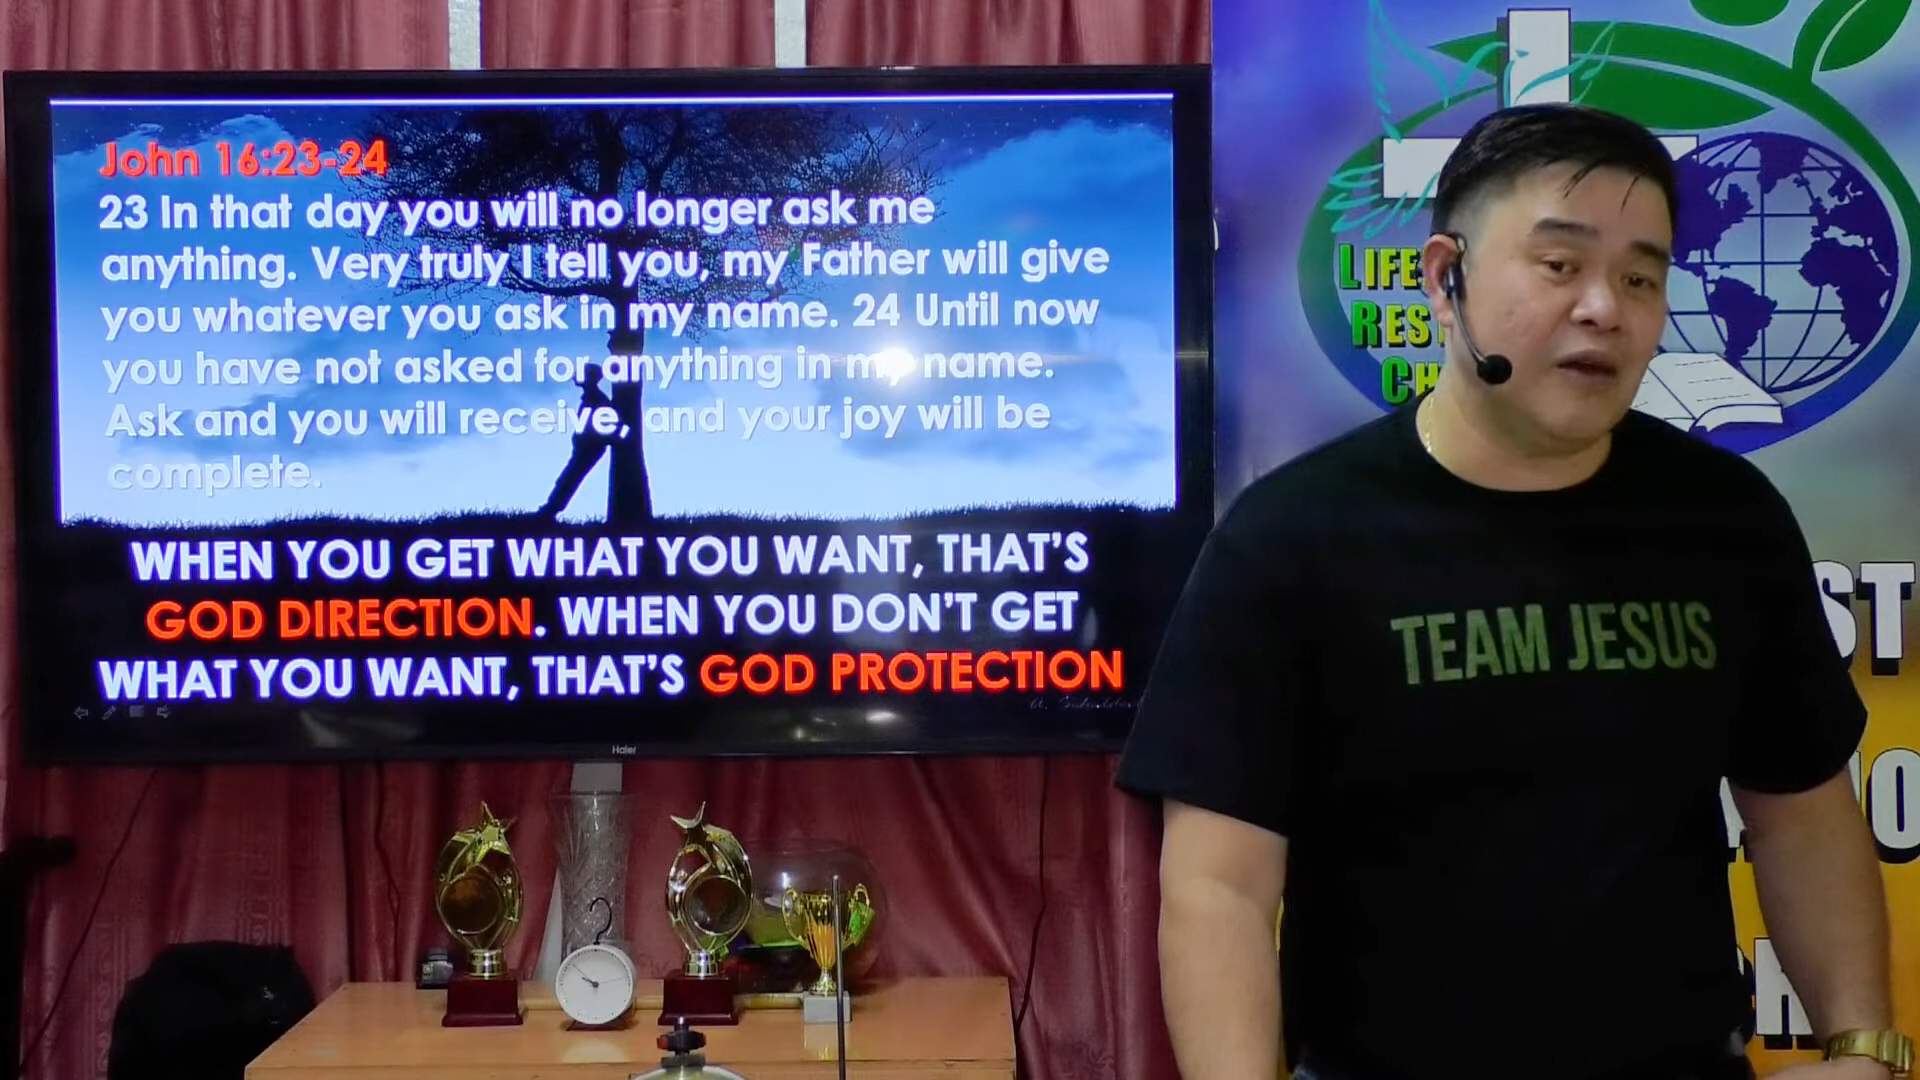 John 16:23-24
23 In that day you will no longer ask me
anything. Very truly I tell you, my Father will give
you whatever you ask in my name. 24 Until now
you have not asked for anything in my name.
Ask and you will receive, and your joy will be
complete.
WHEN YOU GET WHAT YOU WANT, THAT'S
GOD DIRECTION. WHEN YOU DON'T GET
WHAT YOU WANT, THAT'S GOD PROTECTION
Haier
LIFE
TEAM JESUS